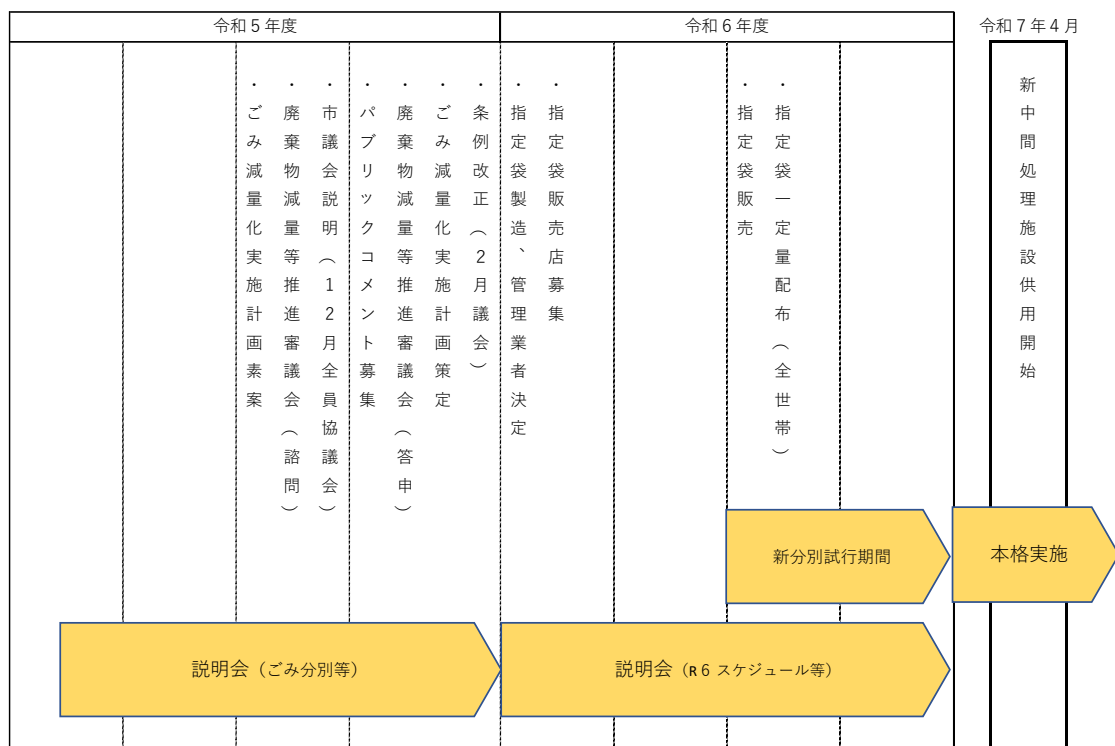 令和5年度
令和6年度
令和7年4月
・ごみ減量化実施計画素案
・廃棄物減量等推進審議会(諮問)
・市議会説明(12月全員協議会)
・パブリックコメント募集
・廃棄物減量等推進審議会(答申)
・ごみ減量化実施計画策定
・条例改正(2月議会)
・指定袋製造、管理業者決定
・指定袋販売店募集
・指定袋販売
・指定袋一定量配布(全世帯)
新中間処理施設供用開始
新分別試行期間
本格実施
説明会(ごみ分別等)
説明会(R6 スケジュール等)